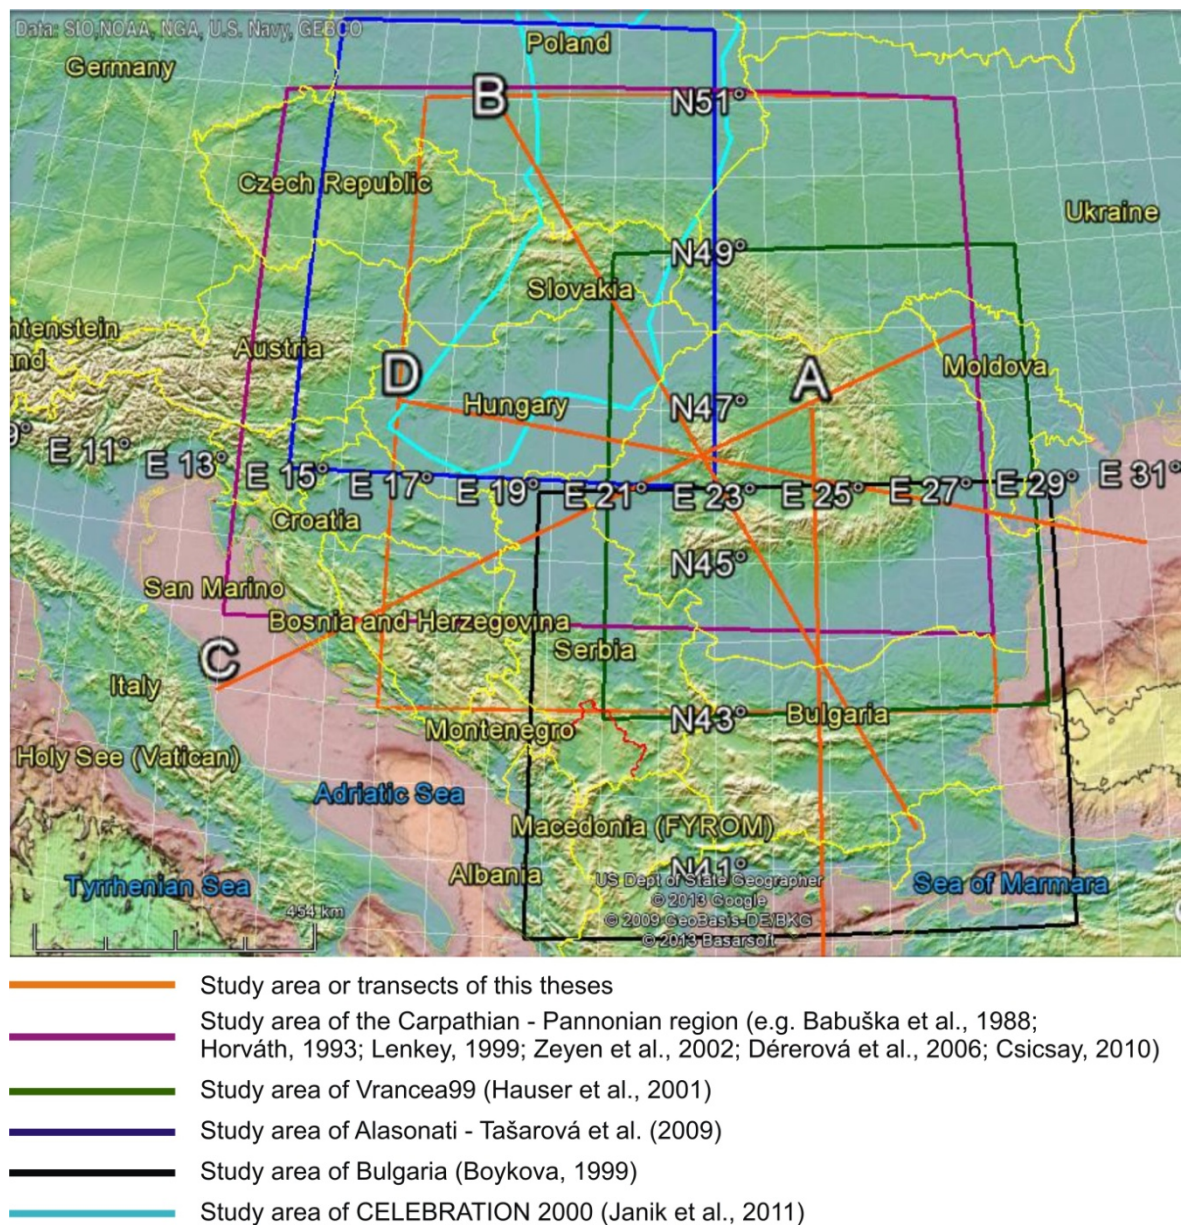 Data: SIO,NOAA, NGA, U.S. Navy, GEBCO
Poland
Germany
B
N51°
Czech Republic
Ukraine
N49°
Slovakia
ntenstein
and
Austria
Moldova
D
A
Hungary
N47°
9°
E 11°
E 13°
E 15°
E 17°
E 19°
E 21°
E 23°
E 25°
E 27°
E 29°
E 31°
Croatia
N45°
San Marino
Bosnia and Herzegovina
Serbia
C
Italy
N43°
Bulgaria
Montenegro
Holy See (Vatican)
Adriatic Sea
Macedonia (FYROM)
Albania
N41°
Tyrrhenian Sea
Sea of Marmara
US Dept of State Geographer
© 2013 Google
© 2009 GeoBasis-DE/BKG
© 2013 Basarsoft
454 km
Study area or transects of this theses
Study area of the Carpathian - Pannonian region (e.g. Babuška et al., 1988;
Horváth, 1993; Lenkey, 1999; Zeyen et al., 2002; Dérerová et al., 2006; Csicsay, 2010)
Study area of Vrancea99 (Hauser et al., 2001)
Study area of Alasonati - Tašárová et al. (2009)
Study area of Bulgaria (Boykova, 1999)
Study area of CELEBRATION 2000 (Janik et al., 2011)